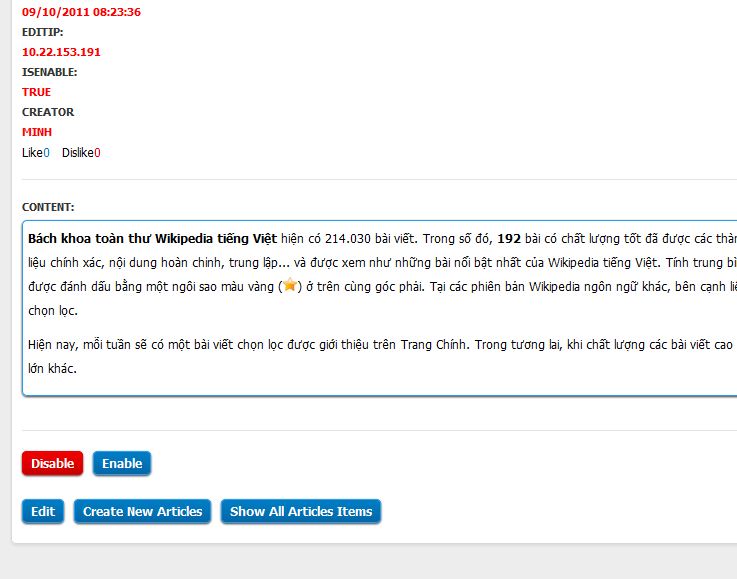 09/10/2011 08:23:36
EDITIP:
10.22.153.191
ISENABLE:
TRUE
CREATOR
MINH
Like0 Dislike0
CONTENT:
Bách khoa toàn thư Wikipedia tiếng Việt hiện có 214.030 bài viết. Trong số đó, 192 bài có chất lượng tốt đã được các thàn
liệu chính xác, nội dung hoàn chỉnh, trung lập... và được xem như những bài nổi bật nhất của Wikipedia tiếng Việt. Tính trung bì
được đánh dấu bằng một ngôi sao màu vàng ( ) ở trên cùng góc phải. Tại các phiên bản Wikipedia ngôn ngữ khác, bên cạnh liê
chọn lọc.
Hiện nay, mỗi tuần sẽ có một bài viết chọn lọc được giới thiệu trên Trang Chính. Trong tương lai, khi chất lượng các bài viết cao
lớn khác.
Disable Enable
Edit Create New Articles Show All Articles Items